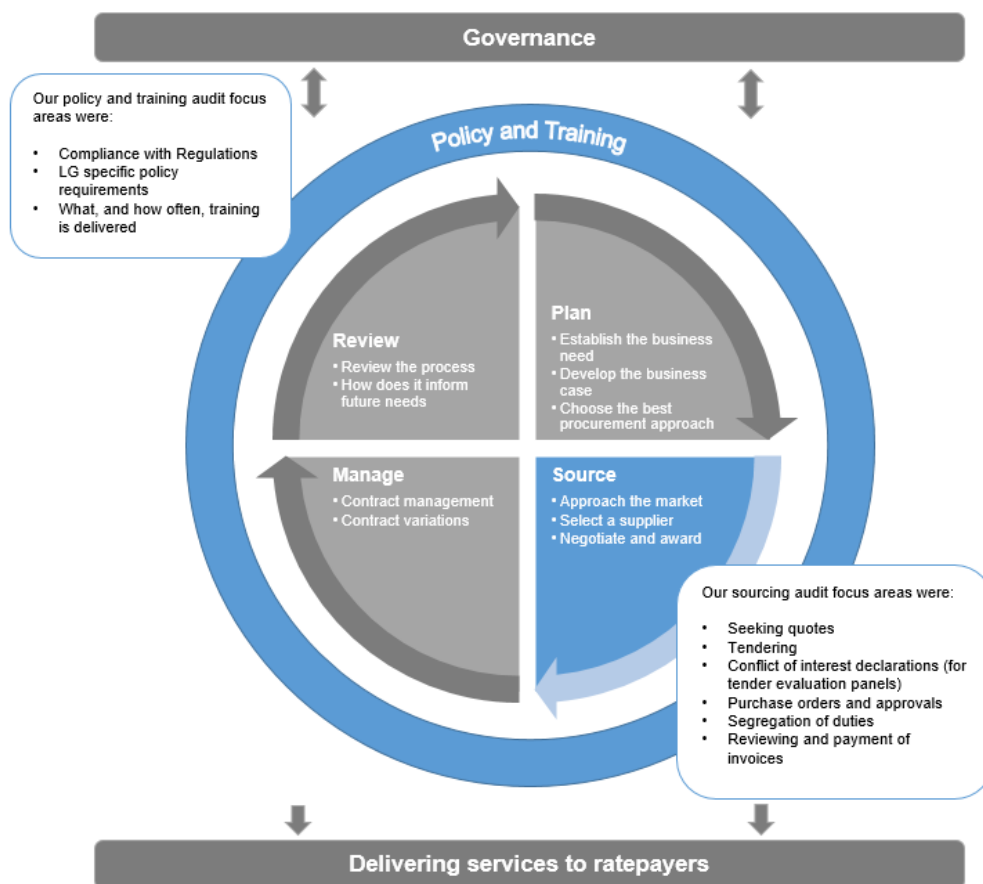 Governance
Our policy and training audit focus
areas were:
• Compliance with Regulations
• LG specific policy
requirements
• What, and how often, training
is delivered
Policy and Training
Review
• Review the process
• How does it inform
future needs
Plan
• Establish the business
need
• Develop the business
case
• Choose the best
procurement approach
Manage
• Contract management
• Contract variations
Source
• Approach the market
• Select a supplier
• Negotiate and award
Our sourcing audit focus areas were:
• Seeking quotes
• Tendering
• Conflict of interest declarations (for
tender evaluation panels)
• Purchase orders and approvals
• Segregation of duties
• Reviewing and payment of
invoices
Delivering services to ratepayers